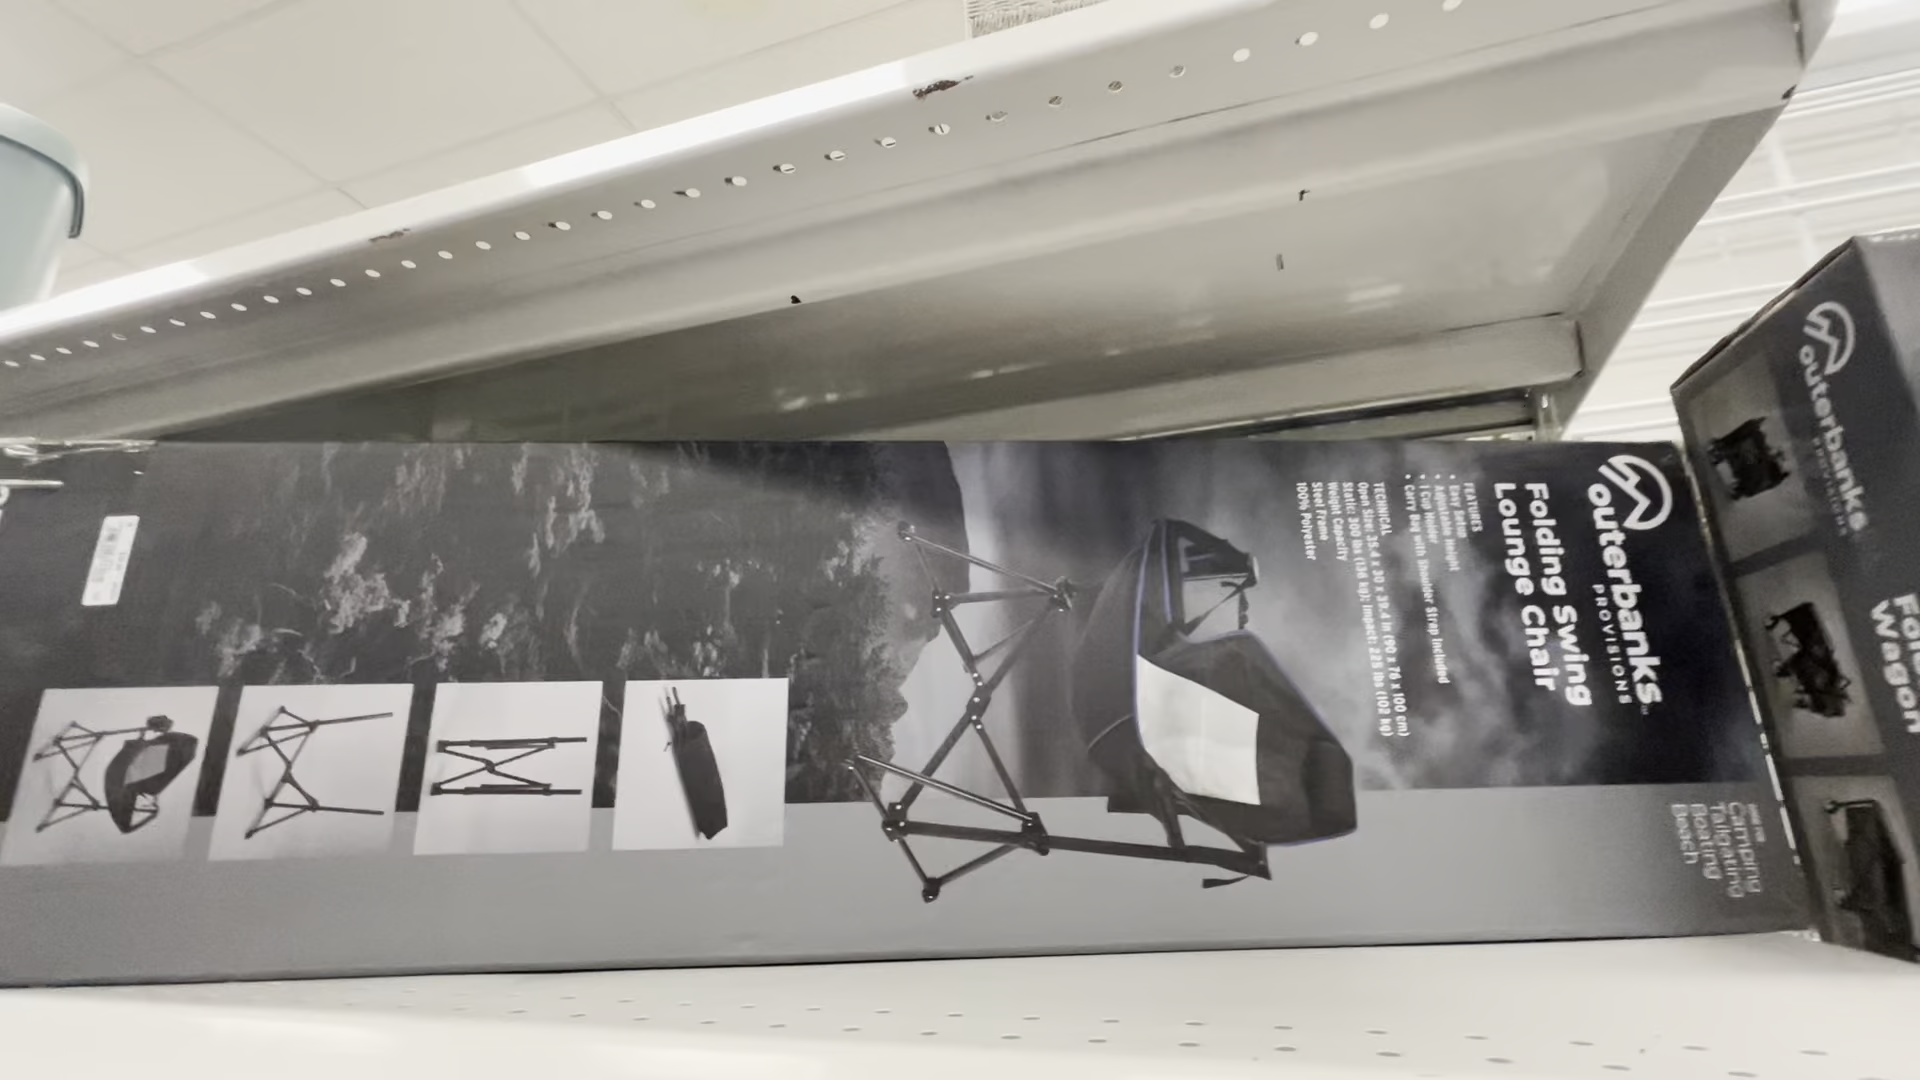 outerbanks
PROVISIONS
Folding Swing
Lounge Chair
FEATURES
• Easy Setup
• Adjustable Height
• 1 Cup Holder
• Carry Bag with Shoulder Strap Included
TECHNICAL
Open Size: 35.4 x 30 x 39.4 in (90 x 76 x 100 cm)
Static: 300 lbs (136 kg); Impact: 225 lbs (102 kg)
Weight Capacity
Steel Frame
100% Polyester
Camping
Tailgating
Boating
Beach
outerbanks
PROVISIONS
Wagon